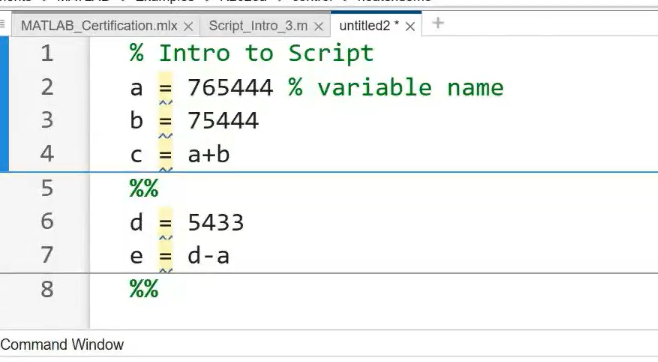 MATLAB_Certification.mlx × Script_Intro_3.m × untitled2 * × +
1 % Intro to Script
2 a = 765444 % variable name
3 b = 75444
4 c = a+b
5 %%
6 d = 5433
7 e = d-a
8 %%
Command Window